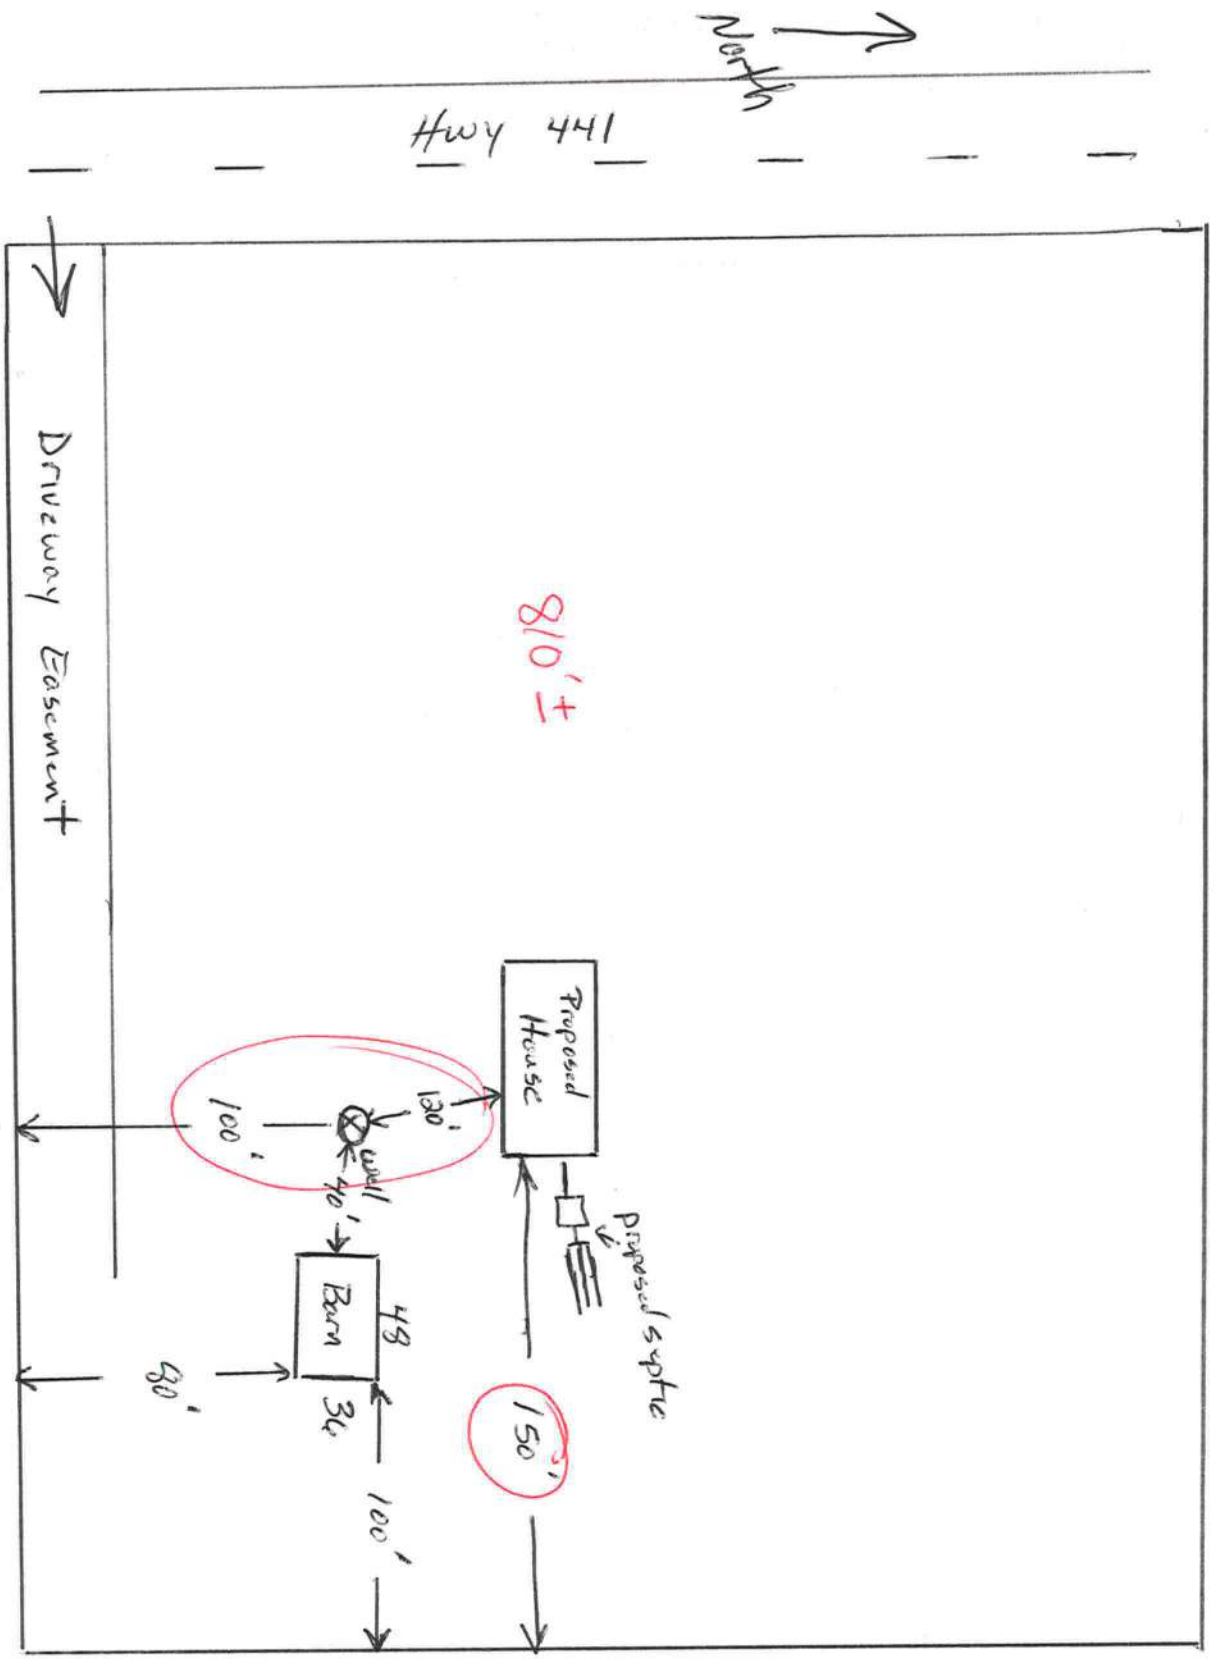 North
Hwy 441
Driveway Easement
810' ±
Proposed
House
120'
100'
well
40'
proposed septic
48
Barn
36
150'
80'
100'